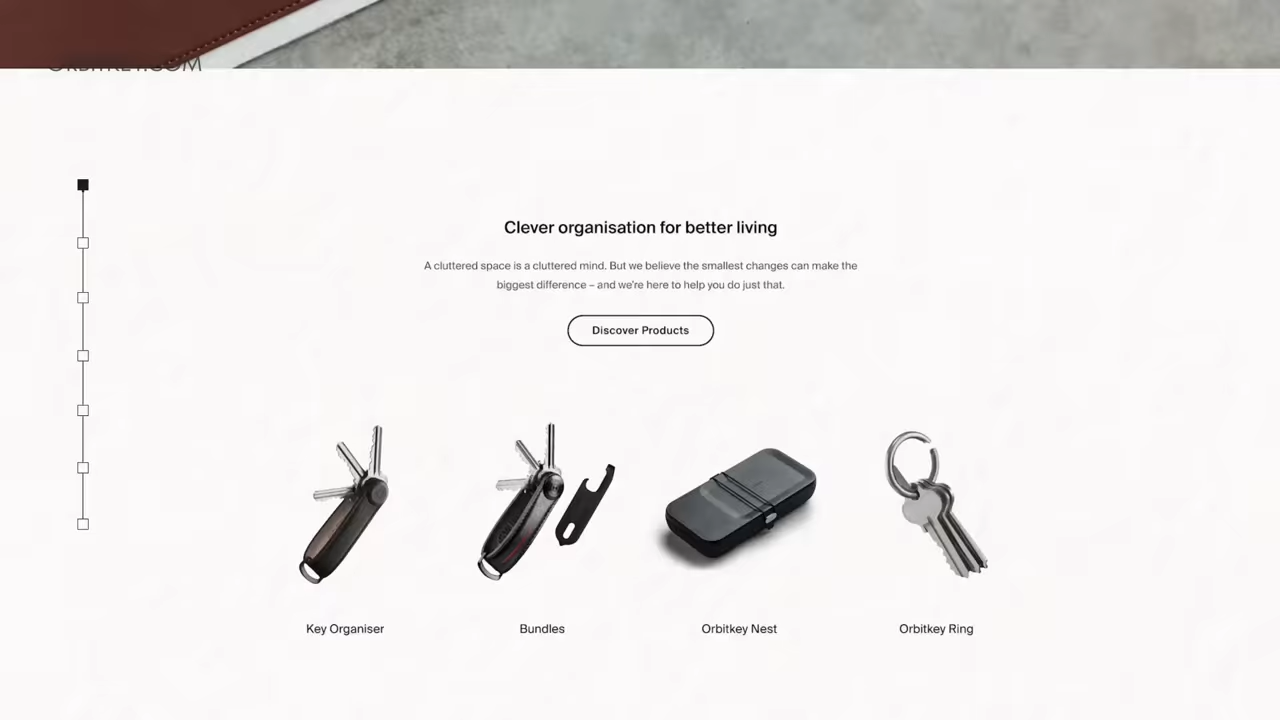 ORBITKEY.COM
Clever organisation for better living
A cluttered space is a cluttered mind. But we believe the smallest changes can make the
biggest difference – and we're here to help you do just that.
Discover Products
Key Organiser
Bundles
Orbitkey Nest
Orbitkey Ring